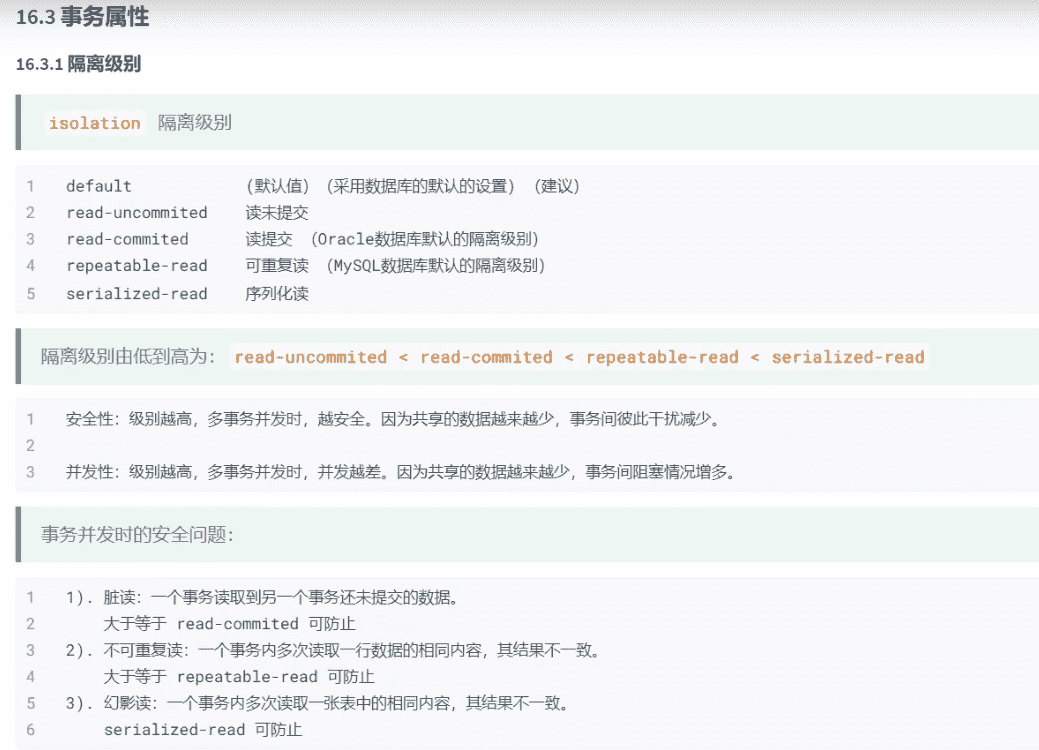 16.3 事务属性
16.3.1 隔离级别
isolation 隔离级别
1 default （默认值）（采用数据库的默认的设置）（建议）
2 read-uncommited 读未提交
3 read-commited 读提交 （Oracle数据库默认的隔离级别）
4 repeatable-read 可重复读 （MySQL数据库默认的隔离级别）
5 serialized-read 序列化读
隔离级别由低到高为： read-uncommited < read-commited < repeatable-read < serialized-read
1 安全性：级别越高，多事务并发时，越安全。因为共享的数据越来越少，事务间彼此干扰减少。
2
3 并发性：级别越高，多事务并发时，并发越差。因为共享的数据越来越少，事务间阻塞情况增多。
事务并发时的安全问题：
1 1). 脏读：一个事务读取到另一个事务还未提交的数据。
2 大于等于 read-commited 可防止
3 2). 不可重复读：一个事务内多次读取一行数据的相同内容，其结果不一致。
4 大于等于 repeatable-read 可防止
5 3). 幻影读：一个事务内多次读取一张表中的相同内容，其结果不一致。
6 serialized-read 可防止